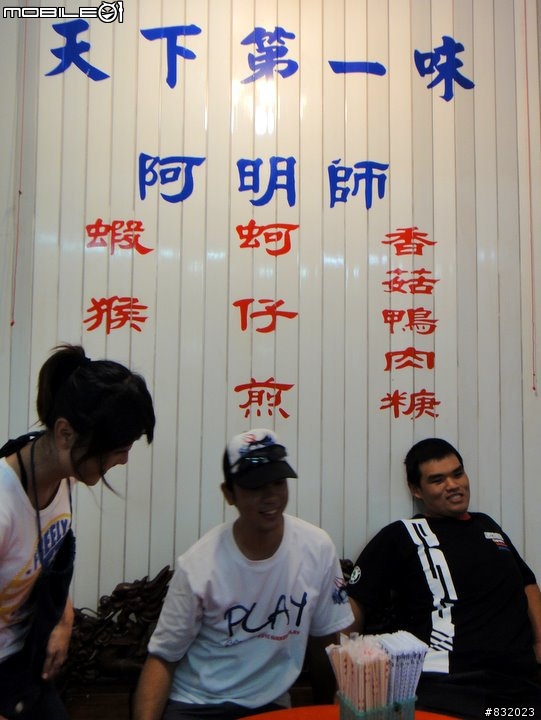 MOBILE01
天下第一味
阿明師
蝦猴
蚵仔煎
香菇鴨肉糠
PLAY
#832023